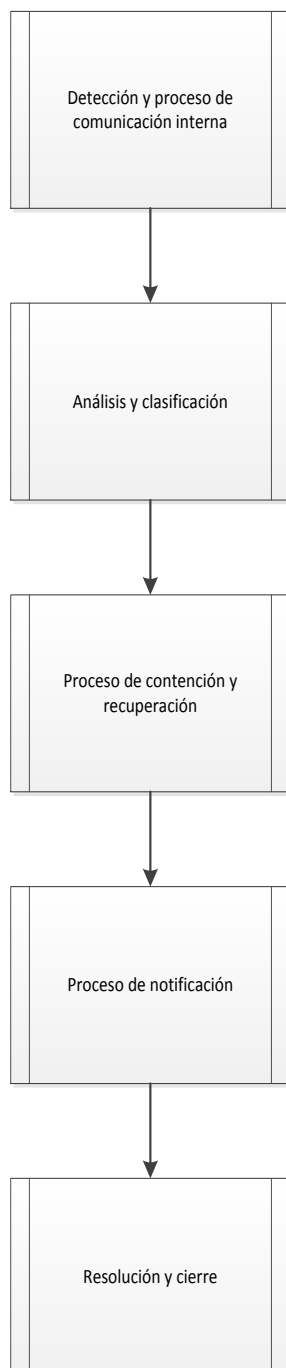 Detección y proceso de
comunicación interna
Análisis y clasificación
Proceso de contención y
recuperación
Proceso de notificación
Resolución y cierre